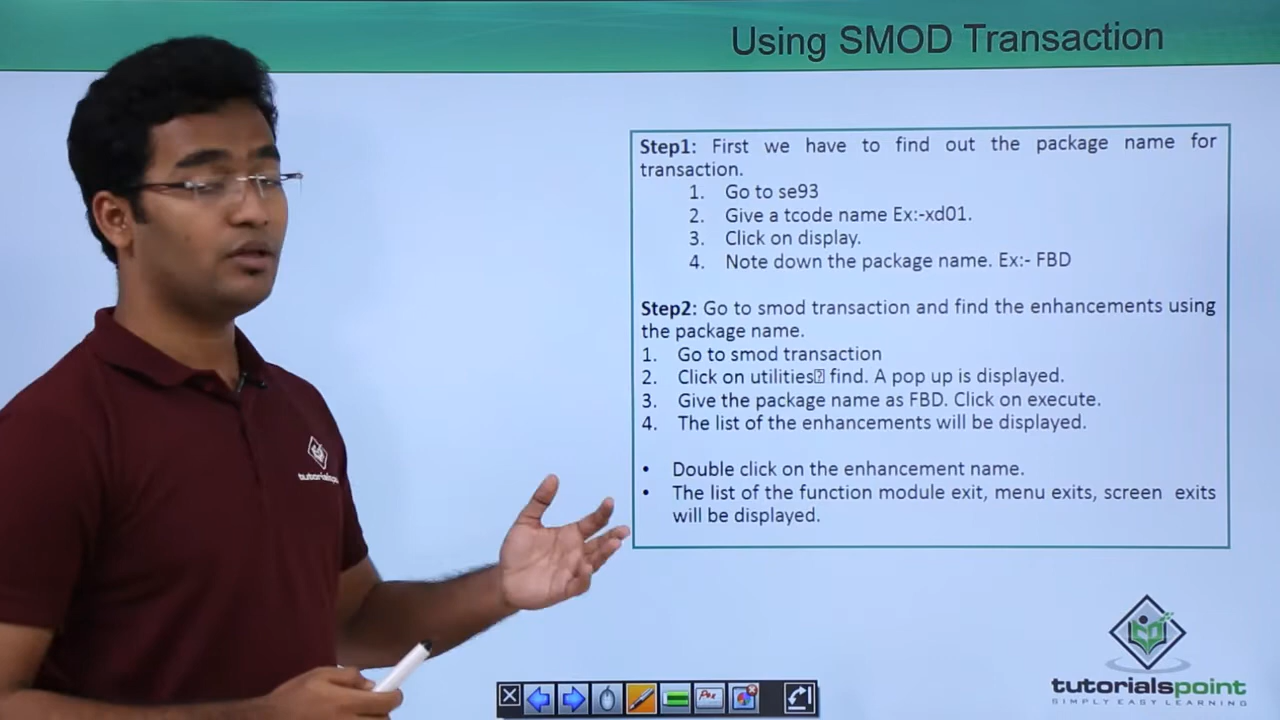 Using SMOD Transaction
Step1: First we have to find out the package name for
transaction.
1. Go to se93
2. Give a tcode name Ex:-xd01.
3. Click on display.
4. Note down the package name. Ex:- FBD
Step2: Go to smod transaction and find the enhancements using
the package name.
1. Go to smod transaction
2. Click on utilities find. A pop up is displayed.
3. Give the package name as FBD. Click on execute.
4. The list of the enhancements will be displayed.
• Double click on the enhancement name.
• The list of the function module exit, menu exits, screen exits
will be displayed.
tutorialspoint
SIMPLY EASY LEARNING